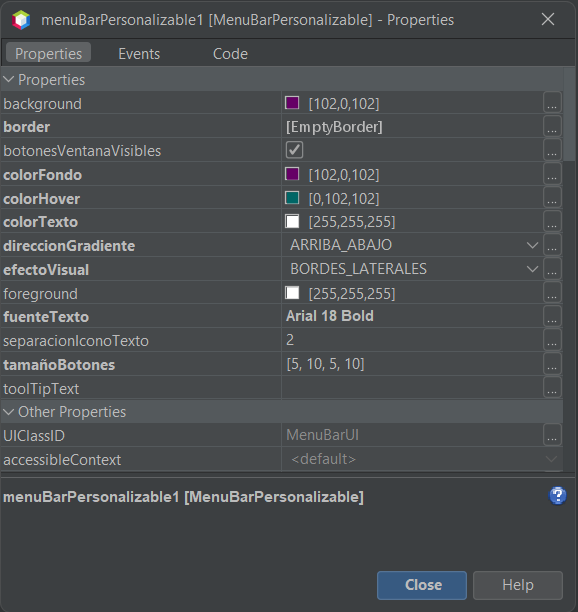 menuBarPersonalizable1 [MenuBarPersonalizable] - Properties
Properties Events Code
Properties
background [102,0,102] ...
border [EmptyBorder] ...
botonesVentanaVisibles ...
colorFondo [102,0,102] ...
colorHover [0,102,102] ...
colorTexto [255,255,255] ...
direccionGradiente ARRIBA_ABAJO ...
efectoVisual BORDES_LATERALES ...
foreground [255,255,255] ...
fuenteTexto Arial 18 Bold ...
separacionIconoTexto 2 ...
tamañoBotones [5, 10, 5, 10] ...
toolTipText ...
Other Properties
UIClassID MenuBarUI ...
accessibleContext <default> ...
menuBarPersonalizable1 [MenuBarPersonalizable] ?
Close Help